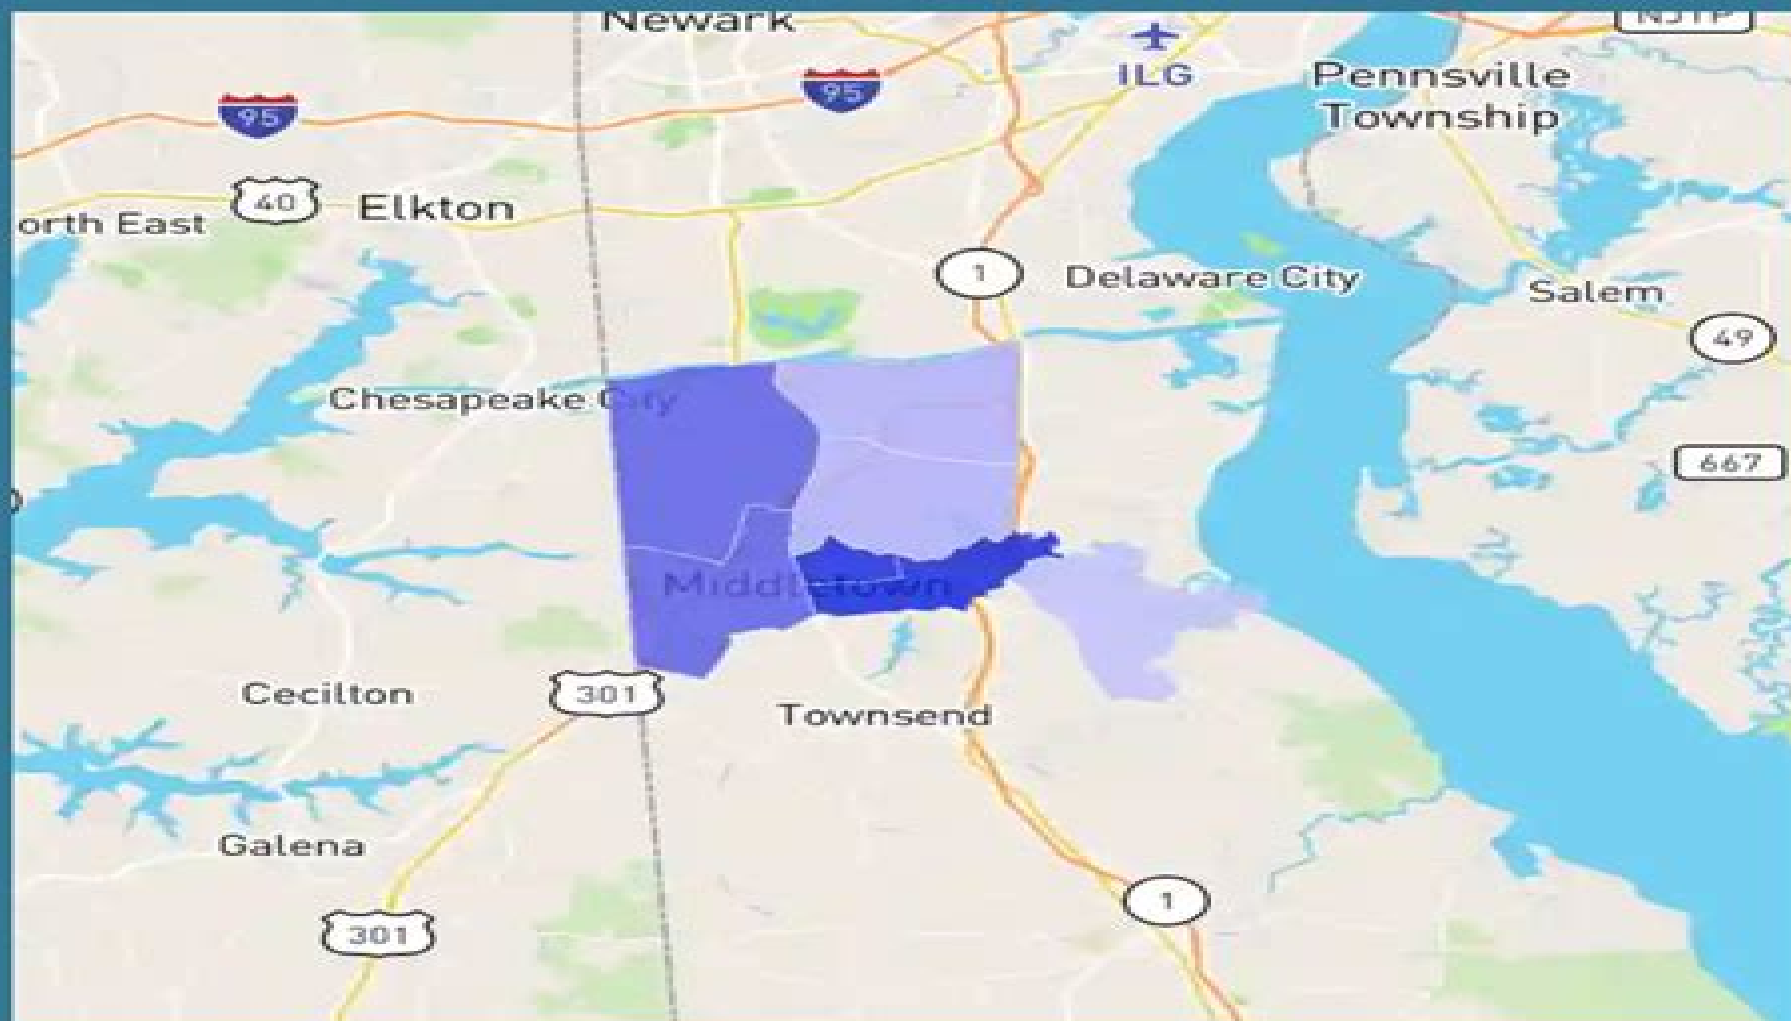 Newark
NJTP
ILG
Pennsville
Township
95
95
40
Elkton
orth East
1
Delaware City
Salem
49
Chesapeake City
667
Middletown
Cecilton
301
Townsend
Galena
1
301